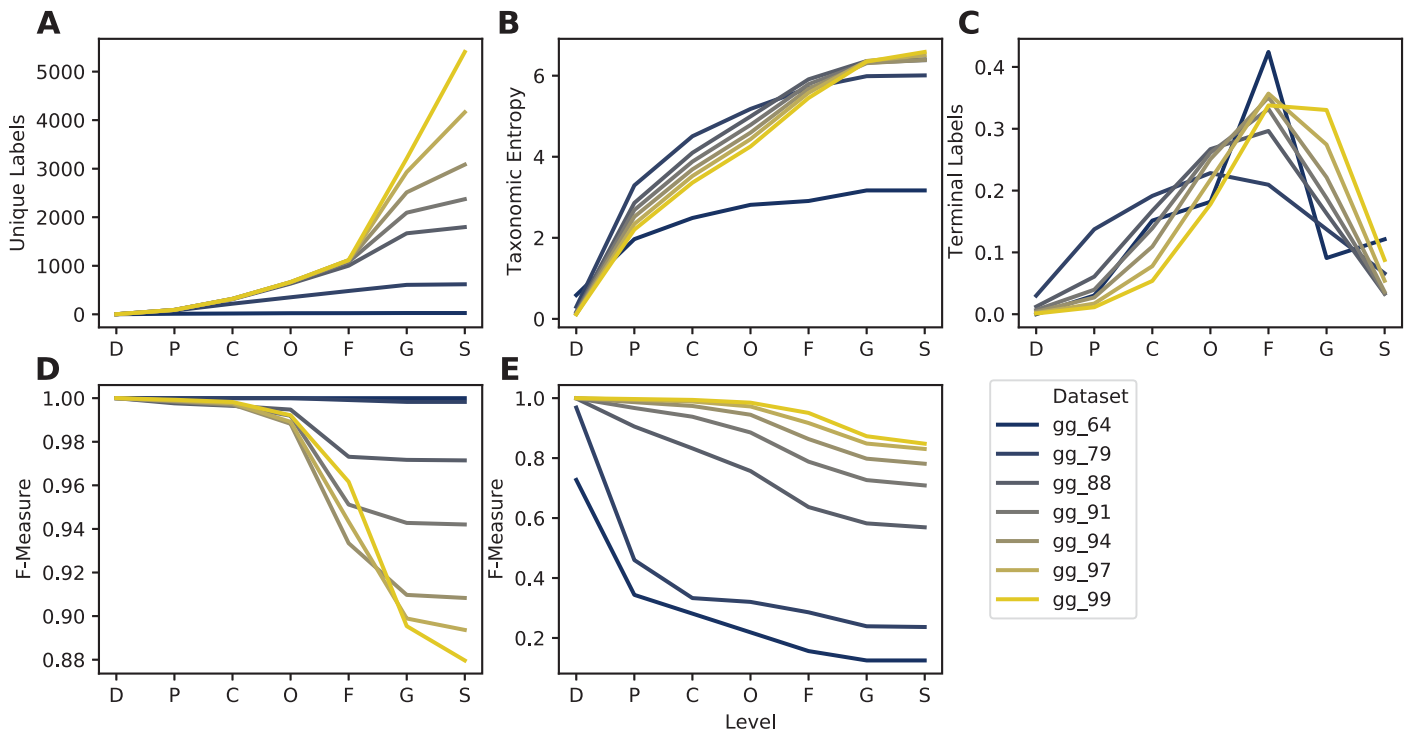 A
Unique Labels
5000
4000
3000
2000
1000
0
D P C O F G S
B
Taxonomic Entropy
6
4
2
0
D P C O F G S
C
Terminal Labels
0.4
0.3
0.2
0.1
0.0
D P C O F G S
D
F-Measure
1.00
0.98
0.96
0.94
0.92
0.90
0.88
D P C O F G S
E
F-Measure
1.0
0.8
0.6
0.4
0.2
D P C O F G S
Level
Dataset
gg_64
gg_79
gg_88
gg_91
gg_94
gg_97
gg_99